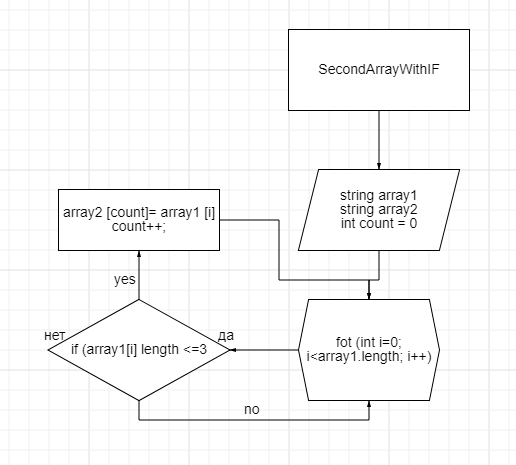 SecondArrayWithIF
string array1
string array2
int count = 0
array2 [count]= array1 [i]
count++;
yes
нет
да
if (array1[i] length <=3
fot (int i=0;
i<array1.length; i++)
no